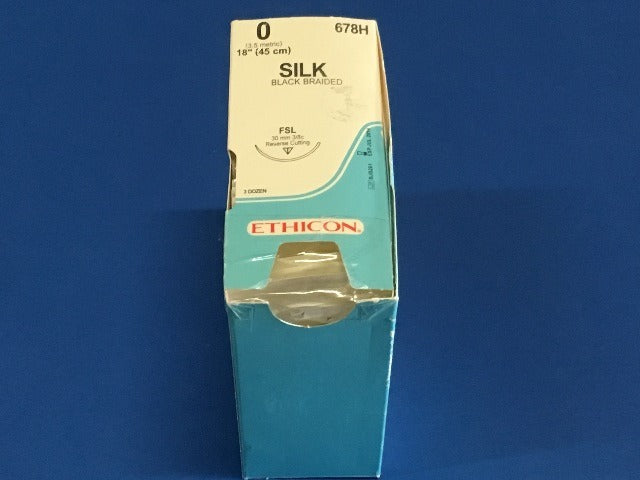 0
678H
(3.5 metric)
18" (45 cm)
SILK
BLACK BRAIDED
FSL
30 mm 3/8c
Reverse Cutting
3 DOZEN
ETHICON